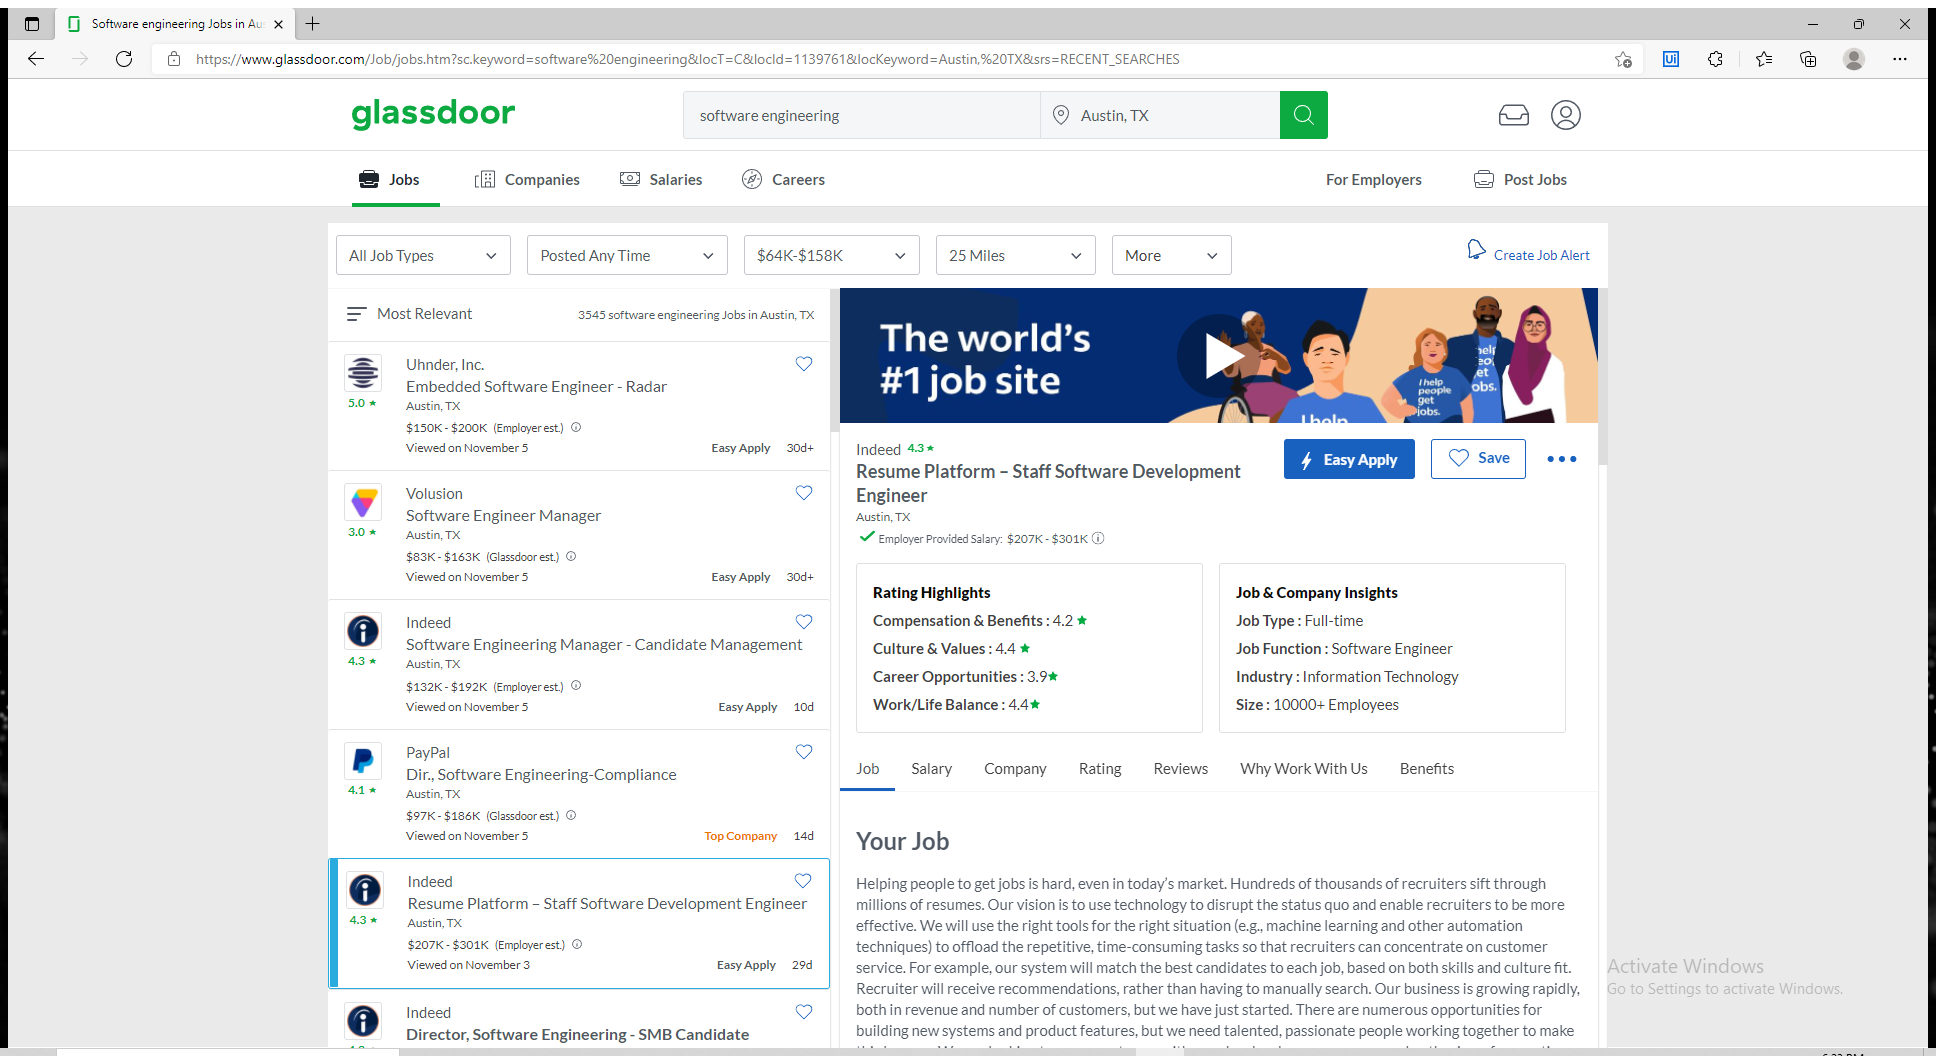 Software engineering Jobs in Au
https://www.glassdoor.com/Job/jobs.htm?sc.keyword=software%20engineering&locT=C&locId=1139761&locKeyword=Austin,%20TX&srs=RECENT_SEARCHES
Ui
glassdoor
software engineering
Austin, TX
Jobs
Companies
Salaries
Careers
For Employers
Post Jobs
All Job Types
Posted Any Time
$64K-$158K
25 Miles
More
Create Job Alert
Most Relevant
3545 software engineering Jobs in Austin, TX
Uhnder, Inc.
Embedded Software Engineer - Radar
5.0 ★
Austin, TX
$150K - $200K (Employer est.)
Viewed on November 5
Easy Apply 30d+
Volusion
Software Engineer Manager
3.0 ★
Austin, TX
$83K - $163K (Glassdoor est.)
Viewed on November 5
Easy Apply 30d+
Indeed
Software Engineering Manager - Candidate Management
4.3 ★
Austin, TX
$132K - $192K (Employer est.)
Viewed on November 5
Easy Apply 10d
PayPal
Dir., Software Engineering-Compliance
4.1 ★
Austin, TX
$97K - $186K (Glassdoor est.)
Viewed on November 5
Top Company 14d
Indeed
Resume Platform – Staff Software Development Engineer
4.3 ★
Austin, TX
$207K - $301K (Employer est.)
Viewed on November 3
Easy Apply 29d
Indeed
Director, Software Engineering - SMB Candidate
The world's
#1 job site
I help
I help
people
get
jobs.
help
et
obs.
Indeed 4.3 ★
Resume Platform – Staff Software Development
Engineer
Austin, TX
Employer Provided Salary: $207K - $301K
Easy Apply
Save
Rating Highlights
Compensation & Benefits : 4.2 ★
Culture & Values : 4.4 ★
Career Opportunities : 3.9★
Work/Life Balance : 4.4★
Job & Company Insights
Job Type : Full-time
Job Function : Software Engineer
Industry : Information Technology
Size : 10000+ Employees
Job
Salary
Company
Rating
Reviews
Why Work With Us
Benefits
Your Job
Helping people to get jobs is hard, even in today's market. Hundreds of thousands of recruiters sift through
millions of resumes. Our vision is to use technology to disrupt the status quo and enable recruiters to be more
effective. We will use the right tools for the right situation (e.g., machine learning and other automation
techniques) to offload the repetitive, time-consuming tasks so that recruiters can concentrate on customer
service. For example, our system will match the best candidates to each job, based on both skills and culture fit.
Recruiter will receive recommendations, rather than having to manually search. Our business is growing rapidly,
both in revenue and number of customers, but we have just started. There are numerous opportunities for
building new systems and product features, but we need talented, passionate people working together to make
Activate Windows
Go to Settings to activate Windows.